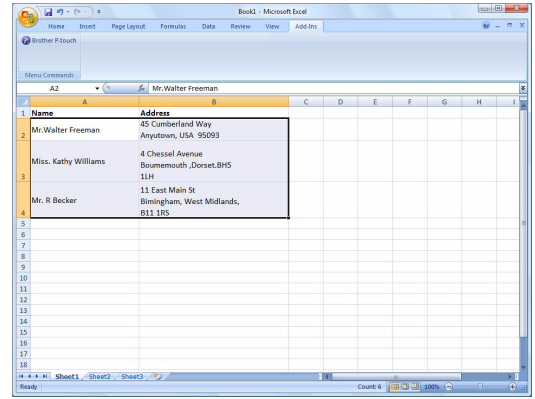 Book1 - Microsoft Excel
Home Insert Page Layout Formulas Data Review View Add-Ins
Brother P-touch
Menu Commands
A2 fx Mr.Walter Freeman
A B C D E F G H I
1 Name Address
2 Mr.Walter Freeman 45 Cumberland Way
Anyutown, USA 95093
3 Miss. Kathy Williams 4 Chessel Avenue
Boumemouth ,Dorset.BH5
1LH
4 Mr. R Becker 11 East Main St
Bimingham, West Midlands,
B11 1RS
5
6
7
8
9
10
11
12
13
14
15
16
17
18
Sheet1 Sheet2 Sheet3
Ready Count: 6 100%